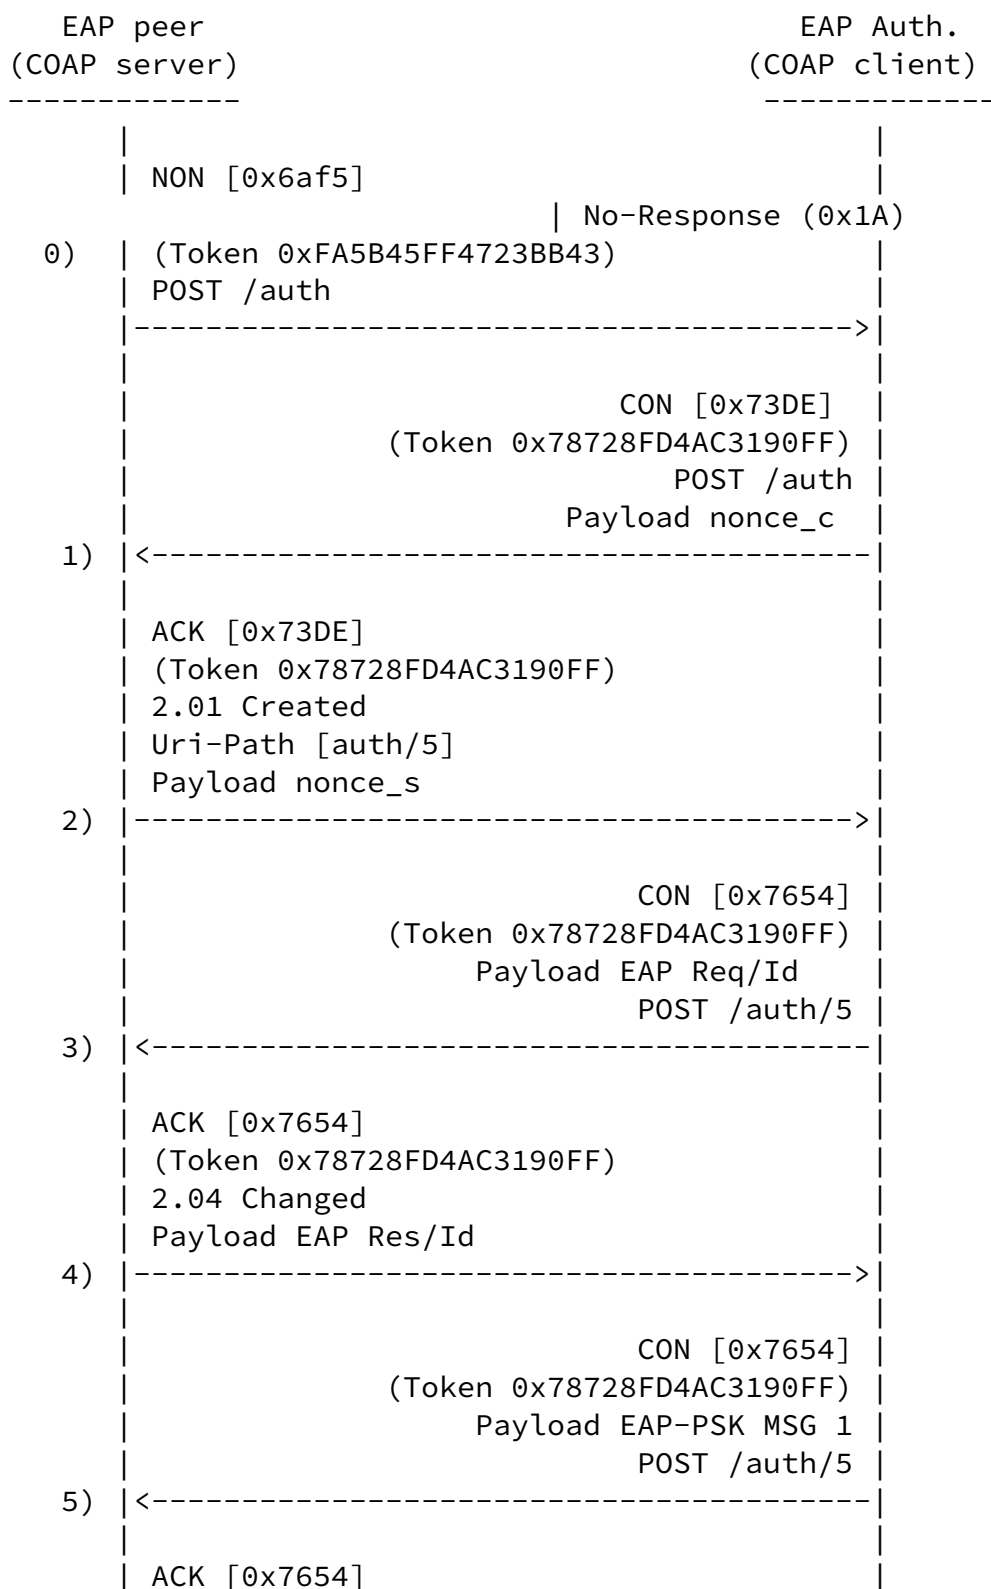 EAP peer                                 EAP Auth.
(COAP server)                            (COAP client)
-------------                             -------------
      |                                         |
      | NON [0x6af5]                            |
                              | No-Response (0x1A)
  0)  | (Token 0xFA5B45FF4723BB43)              |
      | POST /auth                              |
      |---------------------------------------->|
      |                                         |
      |                           CON [0x73DE]  |
      |              (Token 0x78728FD4AC3190FF) |
      |                              POST /auth |
      |                        Payload nonce_c  |
   1) |<----------------------------------------|
      |                                         |
      | ACK [0x73DE]                            |
      | (Token 0x78728FD4AC3190FF)              |
      | 2.01 Created                            |
      | Uri-Path [auth/5]                       |
      | Payload nonce_s                         |
   2) |---------------------------------------->|
      |                                         |
      |                            CON [0x7654] |
      |              (Token 0x78728FD4AC3190FF) |
      |                   Payload EAP Req/Id    |
      |                            POST /auth/5 |
   3) |<----------------------------------------|
      |                                         |
      | ACK [0x7654]                            |
      | (Token 0x78728FD4AC3190FF)              |
      | 2.04 Changed                            |
      | Payload EAP Res/Id                      |
   4) |---------------------------------------->|
      |                                         |
      |                            CON [0x7654] |
      |              (Token 0x78728FD4AC3190FF) |
      |                   Payload EAP-PSK MSG 1 |
      |                            POST /auth/5 |
   5) |<----------------------------------------|
      |                                         |
      | ACK [0x7654]                            |